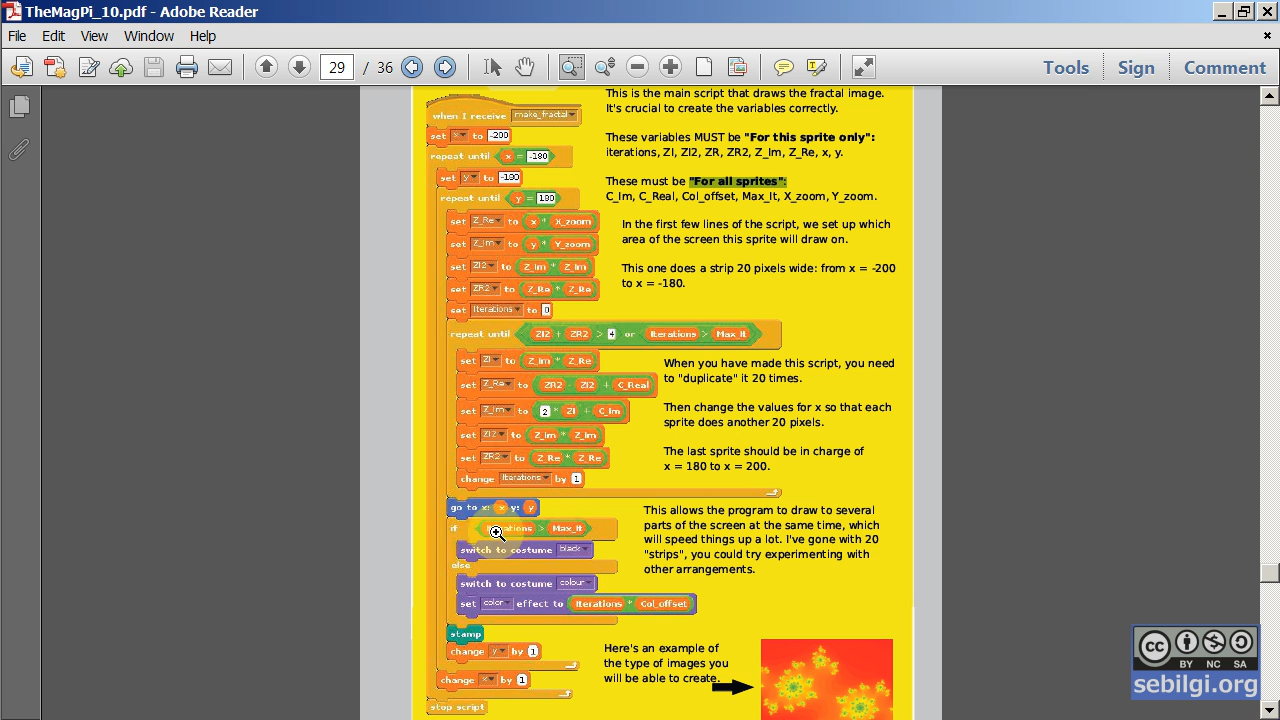 TheMagPi_10.pdf - Adobe Reader
File Edit View Window Help
29 / 36
Tools Sign Comment
when I receive make_fractal
set x to -200
repeat until x = -180
set y to -180
repeat until y = 180
set Z_Re to x * X_zoom
set Z_Im to y * Y_zoom
set ZI2 to Z_Im * Z_Im
set ZR2 to Z_Re * Z_Re
set Iterations to 0
repeat until ZI2 + ZR2 > 4 or Iterations > Max_It
set ZI to Z_Im * Z_Re
set Z_Re to ZR2 - ZI2 + C_Real
set Z_Im to 2 * ZI + C_Im
set ZI2 to Z_Im * Z_Im
set ZR2 to Z_Re * Z_Re
change Iterations by 1
go to x: x y: y
if Iterations > Max_It
switch to costume black
else
switch to costume colour
set color effect to Iterations * Col_offset
stamp
change y by 1
change x by 1
stop script
This is the main script that draws the fractal image.
It's crucial to create the variables correctly.
These variables MUST be "For this sprite only":
iterations, ZI, ZI2, ZR, ZR2, Z_Im, Z_Re, x, y.
These must be "For all sprites":
C_Im, C_Real, Col_offset, Max_It, X_zoom, Y_zoom.
In the first few lines of the script, we set up which
area of the screen this sprite will draw on.
This one does a strip 20 pixels wide: from x = -200
to x = -180.
When you have made this script, you need
to "duplicate" it 20 times.
Then change the values for x so that each
sprite does another 20 pixels.
The last sprite should be in charge of
x = 180 to x = 200.
This allows the program to draw to several
parts of the screen at the same time, which
will speed things up a lot. I've gone with 20
"strips", you could try experimenting with
other arrangements.
Here's an example of
the type of images you
will be able to create.
cc
BY NC SA
sebilgi.org